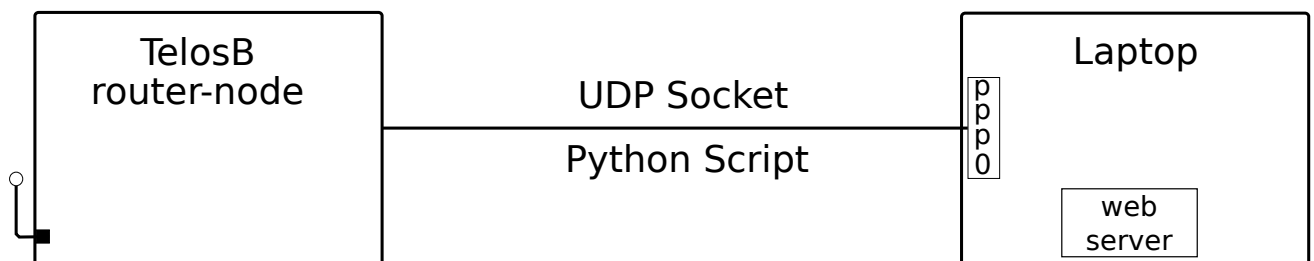 TelosB
router-node
UDP Socket
Python Script
Laptop
p
p
p
0
web
server